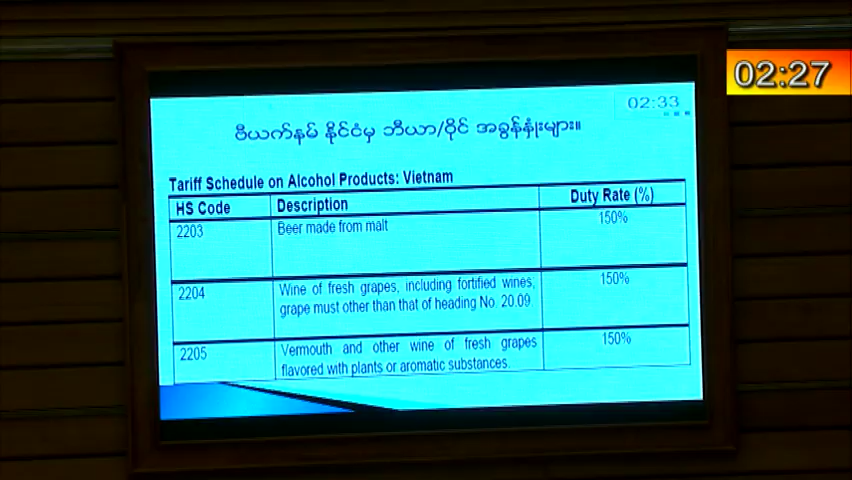 02:27
02:33
ဗီယက်နမ် နိုင်ငံမှ ဘီယာ/ဝိုင် အခွန်နှုံးများ။
Tariff Schedule on Alcohol Products: Vietnam
HS Code Description Duty Rate (%)
2203 Beer made from malt 150%
2204 Wine of fresh grapes, including fortified wines, 150%
grape must other than that of heading No. 20.09.
2205 Vermouth and other wine of fresh grapes 150%
flavored with plants or aromatic substances.